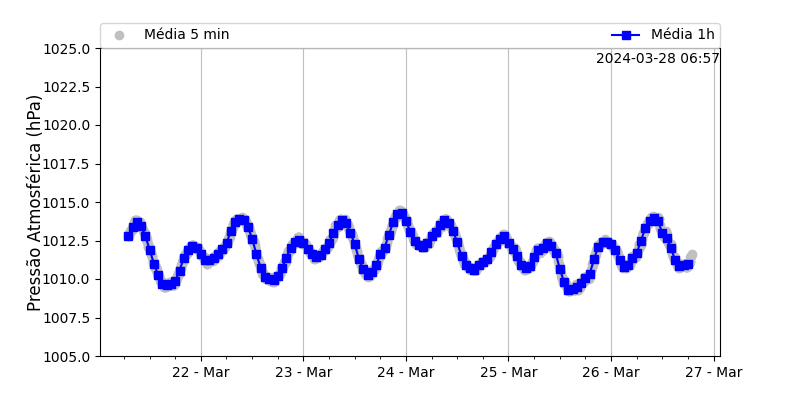 Média 5 min
Média 1h
2024-03-28 06:57
Pressão Atmosférica (hPa)
1025.0
1022.5
1020.0
1017.5
1015.0
1012.5
1010.0
1007.5
1005.0
22 - Mar
23 - Mar
24 - Mar
25 - Mar
26 - Mar
27 - Mar